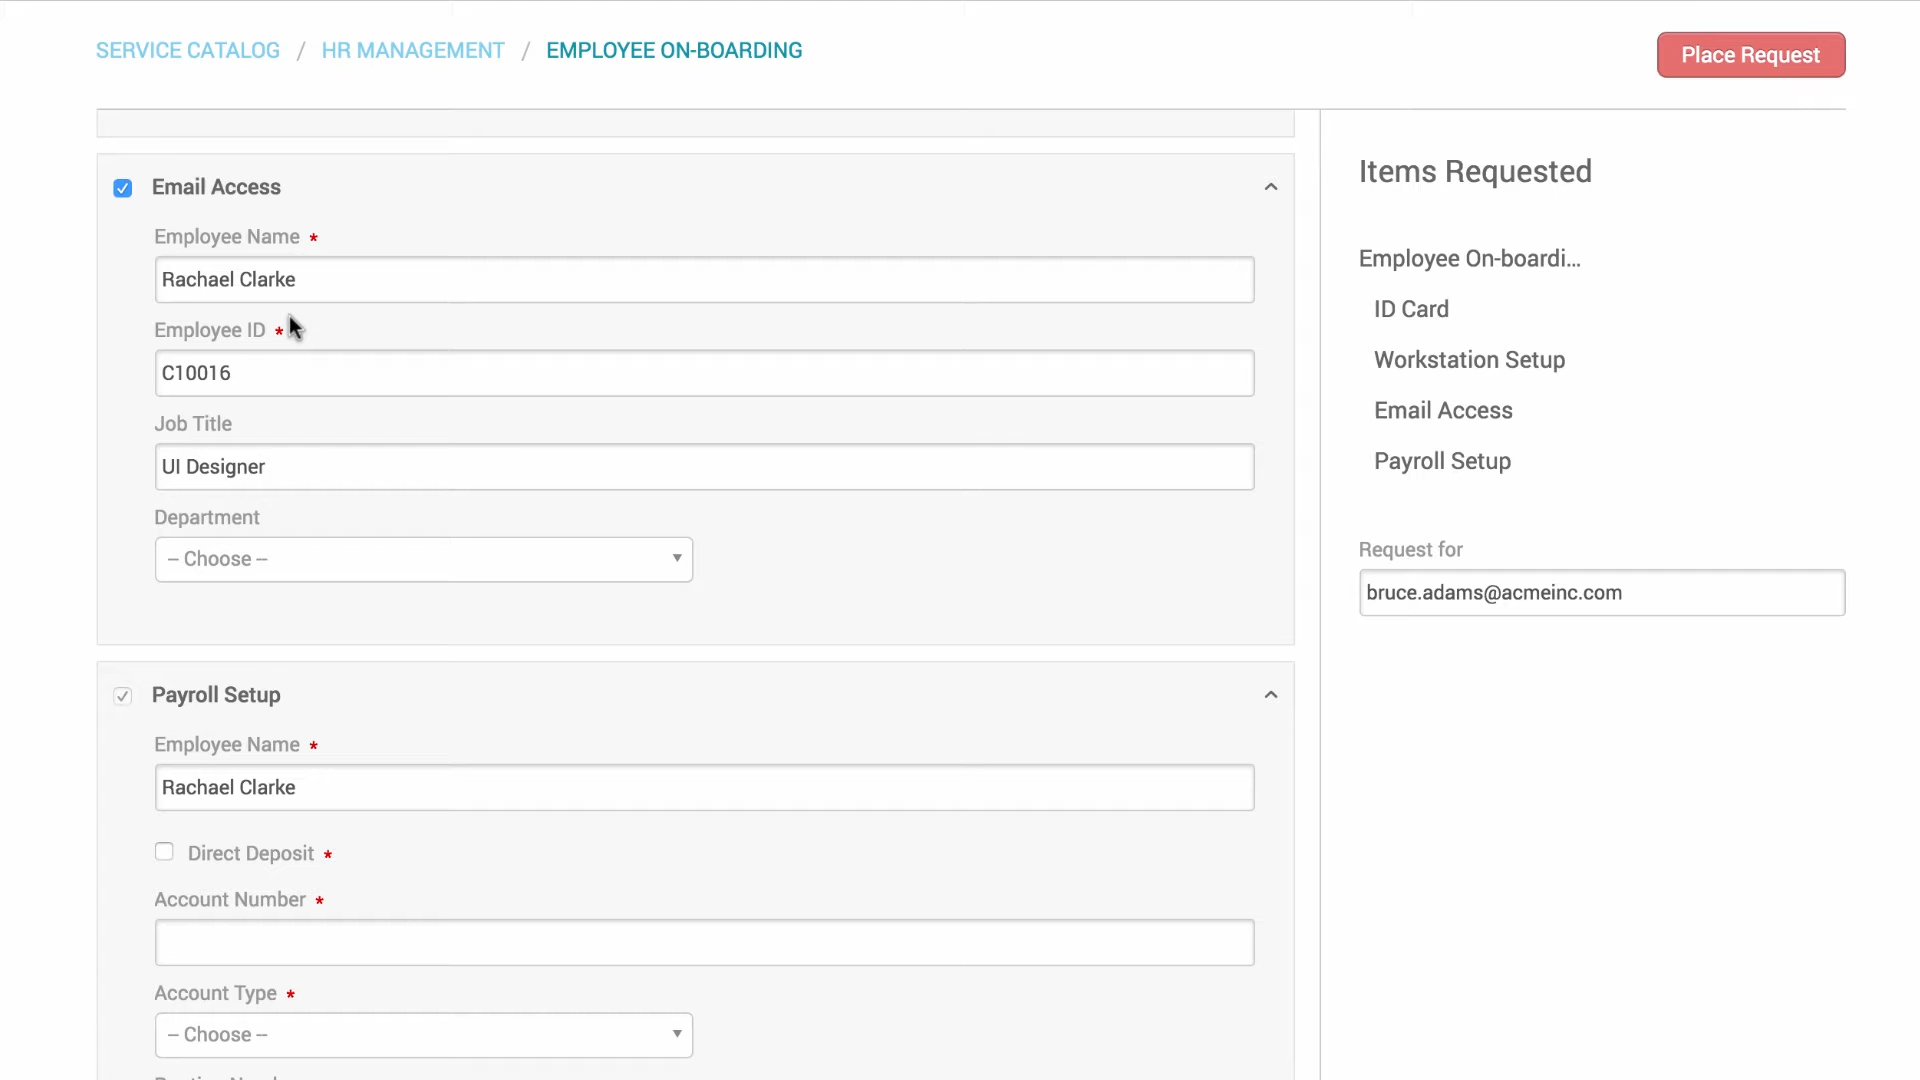 SERVICE CATALOG / HR MANAGEMENT / EMPLOYEE ON-BOARDING
Place Request
Email Access
Employee Name *
Rachael Clarke
Employee ID *
C10016
Job Title
UI Designer
Department
-- Choose --
Payroll Setup
Employee Name *
Rachael Clarke
Direct Deposit *
Account Number *
Account Type *
-- Choose --
Items Requested
Employee On-boardi...
ID Card
Workstation Setup
Email Access
Payroll Setup
Request for
bruce.adams@acmeinc.com